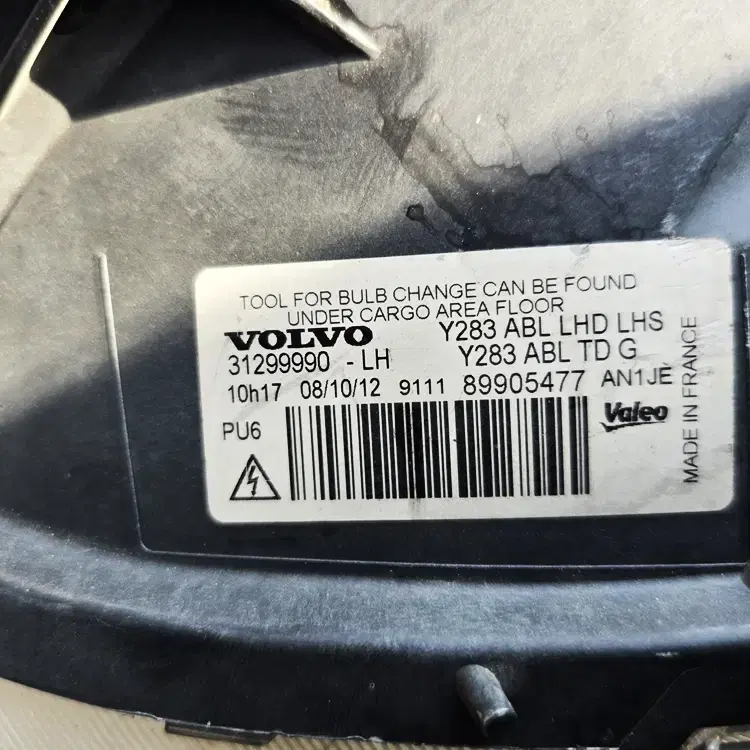 TOOL FOR BULB CHANGE CAN BE FOUND
UNDER CARGO AREA FLOOR
VOLVO Y283 ABL LHD LHS
31299990 - LH Y283 ABL TD G
10h17 08/10/12 9111 89905477 AN1JE
PU6
Valeo
MADE IN FRANCE